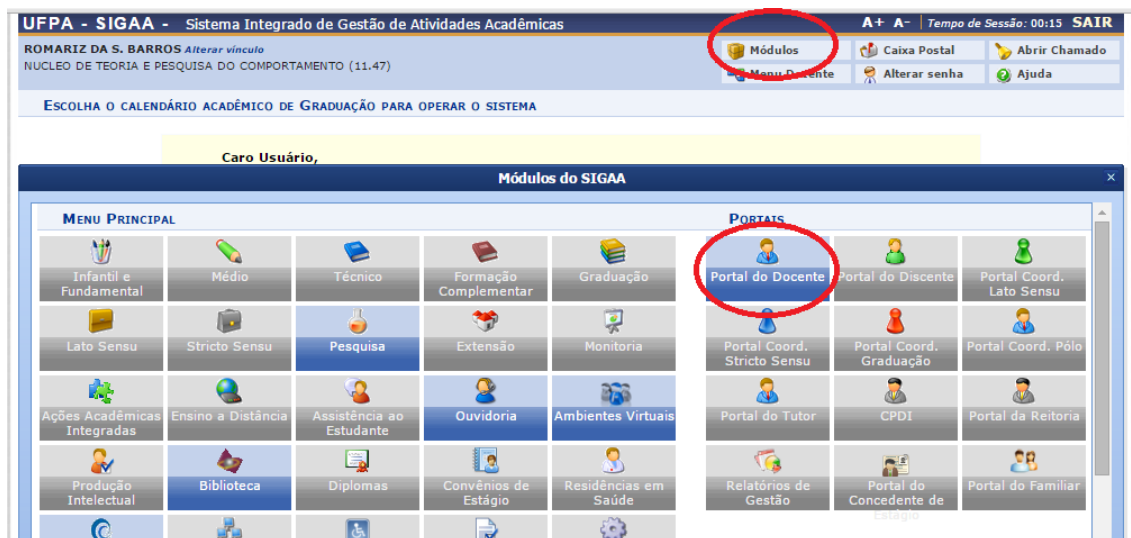 UFPA - SIGAA - Sistema Integrado de Gestão de Atividades Acadêmicas
A+ A- Tempo de Sessão: 00:15 SAIR
ROMARIZ DA S. BARROS Alterar vínculo
NUCLEO DE TEORIA E PESQUISA DO COMPORTAMENTO (11.47)
Módulos
Caixa Postal
Abrir Chamado
Menu Docente
Alterar senha
Ajuda
ESCOLHA O CALENDÁRIO ACADÊMICO DE GRADUAÇÃO PARA OPERAR O SISTEMA
Caro Usuário,
Módulos do SIGAA
×
MENU PRINCIPAL
Infantil e
Fundamental
Médio
Técnico
Formação
Complementar
Graduação
Lato Sensu
Stricto Sensu
Pesquisa
Extensão
Monitoria
Ações Acadêmicas
Integradas
Ensino a Distância
Assistência ao
Estudante
Ouvidoria
Ambientes Virtuais
Produção
Intelectual
Biblioteca
Diplomas
Convênios de
Estágio
Residências em
Saúde
PORTAIS
Portal do Docente
Portal do Discente
Portal Coord.
Lato Sensu
Portal Coord.
Stricto Sensu
Portal Coord.
Graduação
Portal Coord. Pólo
Portal do Tutor
CPDI
Portal da Reitoria
Relatórios de
Gestão
Portal do
Concedente de
Estágio
Portal do Familiar